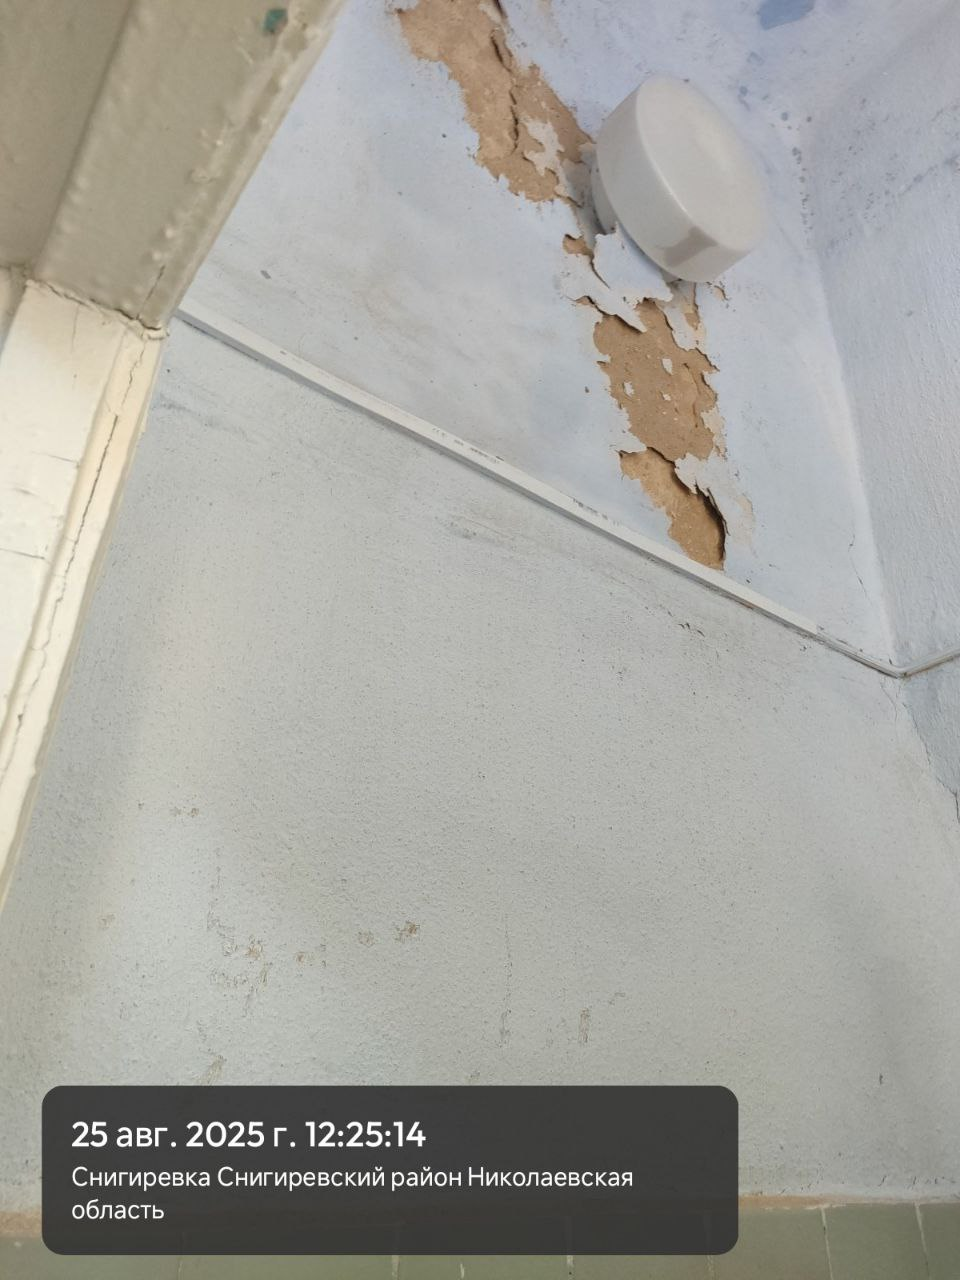 25 авг. 2025 г. 12:25:14
Снигиревка Снигиревский район Николаевская
область